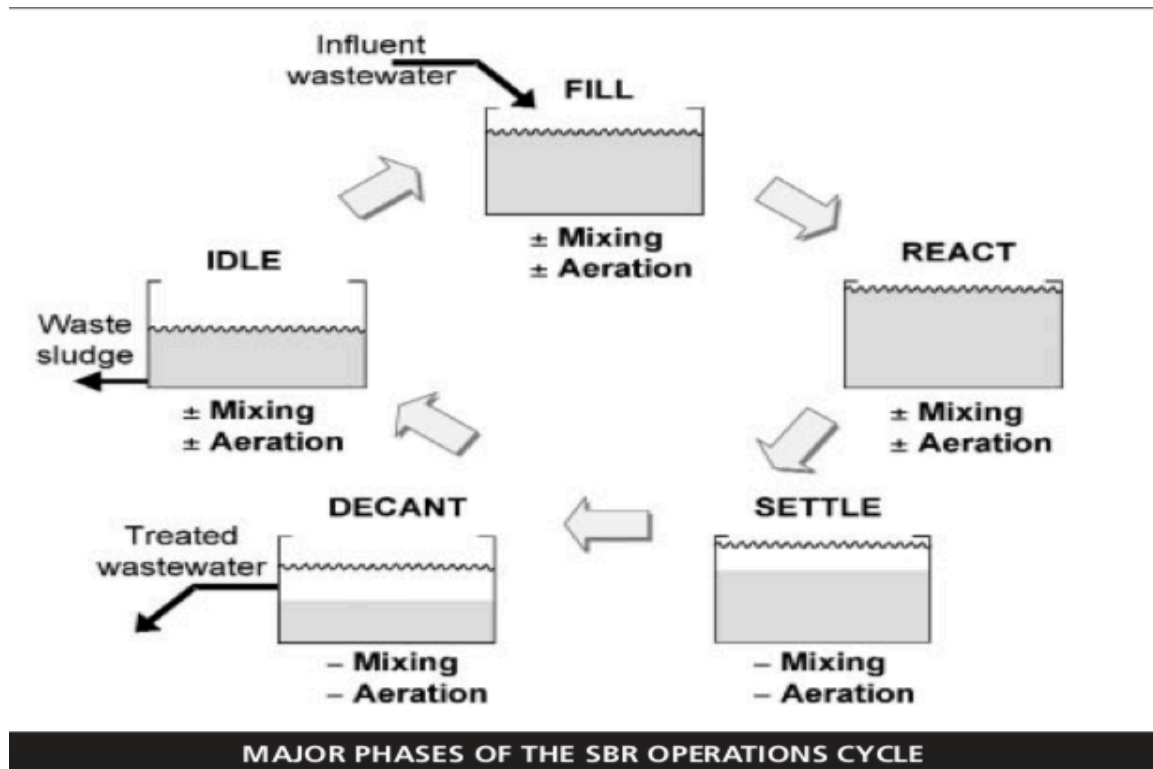 Influent
wastewater
FILL
± Mixing
± Aeration
REACT
± Mixing
± Aeration
SETTLE
– Mixing
– Aeration
DECANT
Treated
wastewater
– Mixing
– Aeration
IDLE
Waste
sludge
± Mixing
± Aeration
MAJOR PHASES OF THE SBR OPERATIONS CYCLE